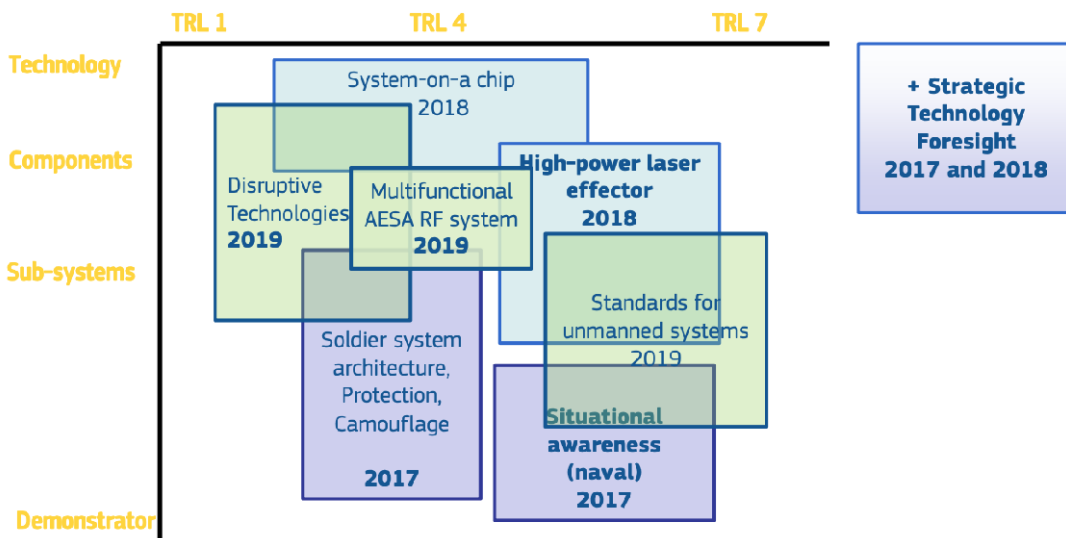 TRL 1
TRL 4
TRL 7
Technology
Components
Sub-systems
Demonstrator
System-on-a chip
2018
Disruptive
Technologies
2019
Multifunctional
AESA RF system
2019
High-power laser
effector
2018
Standards for
unmanned systems
2019
Soldier system
architecture,
Protection,
Camouflage
2017
Situational
awareness
(naval)
2017
+ Strategic
Technology
Foresight
2017 and 2018